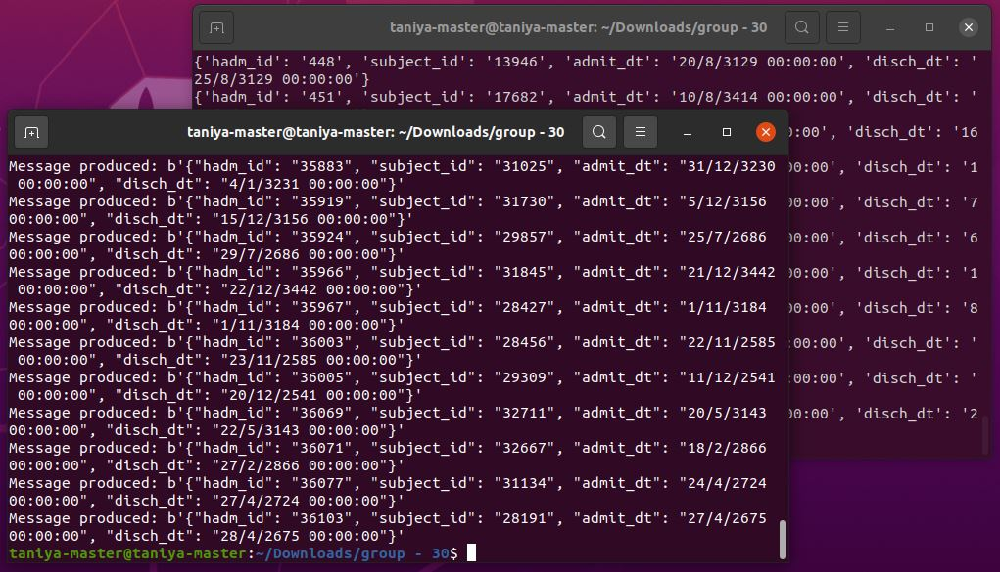 taniya-master@taniya-master: ~/Downloads/group - 30
{'hadm_id': '448', 'subject_id': '13946', 'admit_dt': '20/8/3129 00:00:00', 'disch_dt': '
25/8/3129 00:00:00'}
{'hadm_id': '451', 'subject_id': '17682', 'admit_dt': '10/8/3414 00:00:00', 'disch_dt': '
:00', 'disch_dt': '16
00:00', 'disch_dt': '1
00:00', 'disch_dt': '7
00:00', 'disch_dt': '6
00:00', 'disch_dt': '1
00:00', 'disch_dt': '8
:00:00', 'disch_dt': '
:00:00', 'disch_dt': '
00:00', 'disch_dt': '2
taniya-master@taniya-master: ~/Downloads/group - 30
Message produced: b'{"hadm_id": "35883", "subject_id": "31025", "admit_dt": "31/12/3230
 00:00:00", "disch_dt": "4/1/3231 00:00:00"}'
Message produced: b'{"hadm_id": "35919", "subject_id": "31730", "admit_dt": "5/12/3156
00:00:00", "disch_dt": "15/12/3156 00:00:00"}'
Message produced: b'{"hadm_id": "35924", "subject_id": "29857", "admit_dt": "25/7/2686
00:00:00", "disch_dt": "29/7/2686 00:00:00"}'
Message produced: b'{"hadm_id": "35966", "subject_id": "31845", "admit_dt": "21/12/3442
 00:00:00", "disch_dt": "22/12/3442 00:00:00"}'
Message produced: b'{"hadm_id": "35967", "subject_id": "28427", "admit_dt": "1/11/3184
00:00:00", "disch_dt": "1/11/3184 00:00:00"}'
Message produced: b'{"hadm_id": "36003", "subject_id": "28456", "admit_dt": "22/11/2585
 00:00:00", "disch_dt": "23/11/2585 00:00:00"}'
Message produced: b'{"hadm_id": "36005", "subject_id": "29309", "admit_dt": "11/12/2541
 00:00:00", "disch_dt": "20/12/2541 00:00:00"}'
Message produced: b'{"hadm_id": "36069", "subject_id": "32711", "admit_dt": "20/5/3143
00:00:00", "disch_dt": "22/5/3143 00:00:00"}'
Message produced: b'{"hadm_id": "36071", "subject_id": "32667", "admit_dt": "18/2/2866
00:00:00", "disch_dt": "27/2/2866 00:00:00"}'
Message produced: b'{"hadm_id": "36077", "subject_id": "31134", "admit_dt": "24/4/2724
00:00:00", "disch_dt": "27/4/2724 00:00:00"}'
Message produced: b'{"hadm_id": "36103", "subject_id": "28191", "admit_dt": "27/4/2675
00:00:00", "disch_dt": "28/4/2675 00:00:00"}'
taniya-master@taniya-master:~/Downloads/group - 30$